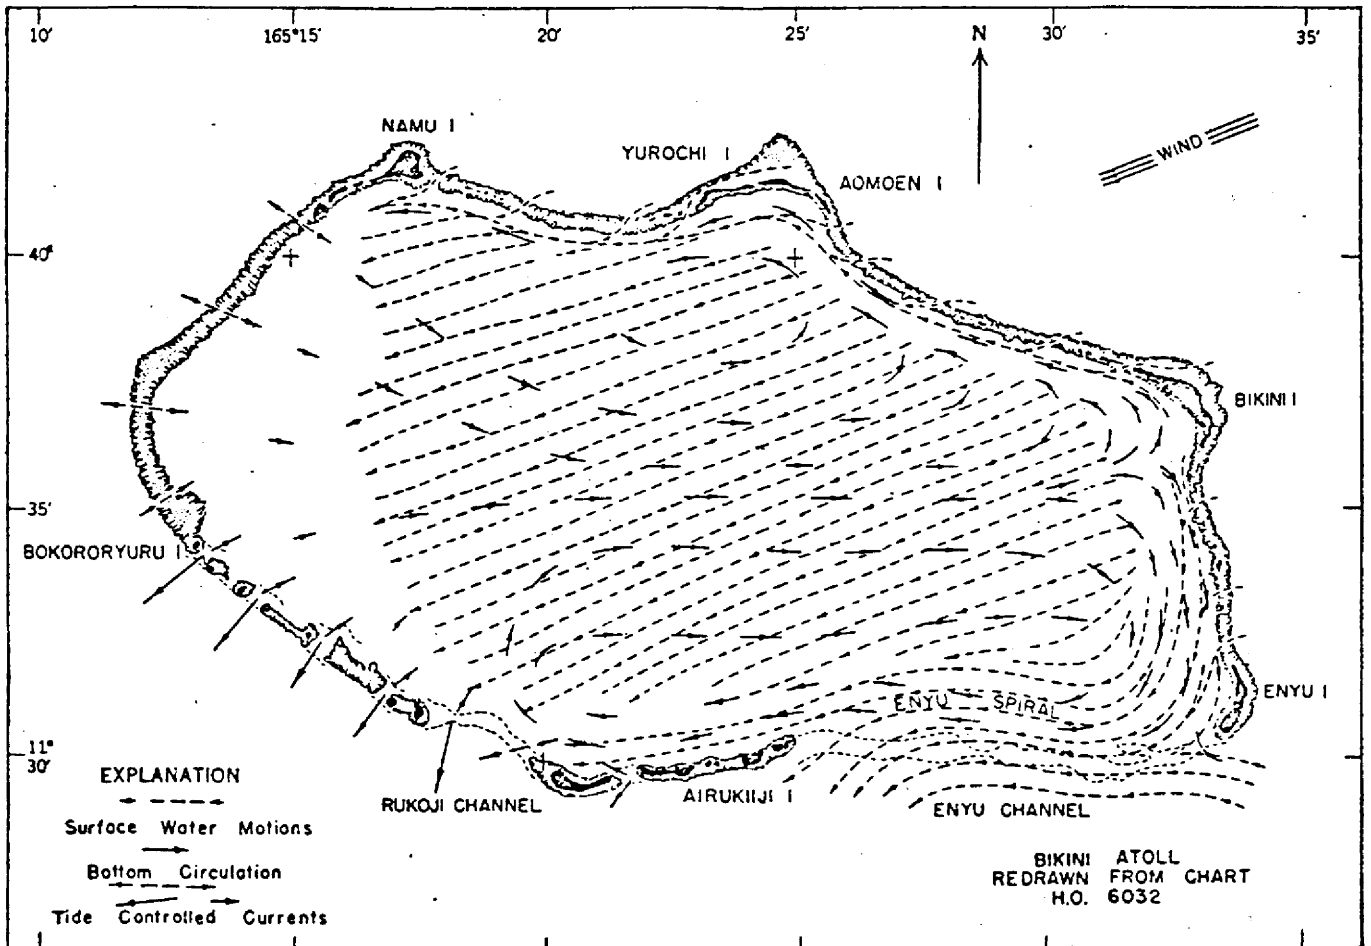 10′ 165°15′ 20′ 25′ 30′ 35′
N
NAMU I
YUROCHI I
WIND
AOMOEN I
40′
BIKINI I
35′
BOKORORYURU I
ENYU I
ENYU SPIRAL
11°
30′
EXPLANATION
RUKOJI CHANNEL
AIRUKIIJI I
ENYU CHANNEL
Surface Water Motions
Bottom Circulation
Tide Controlled Currents
BIKINI ATOLL
REDRAWN FROM CHART
H.O. 6032